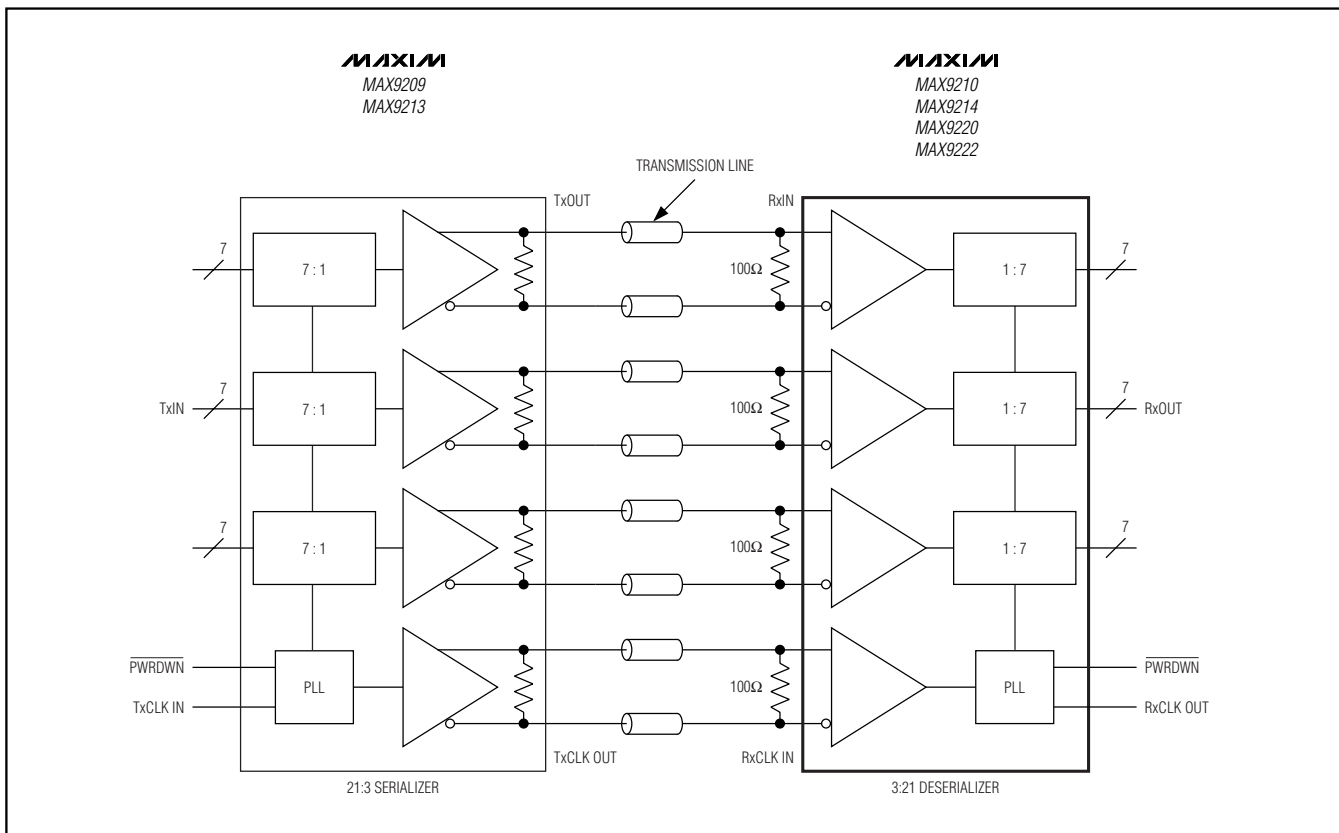 MAXIM
MAX9209
MAX9213
MAXIM
MAX9210
MAX9214
MAX9220
MAX9222
TRANSMISSION LINE
TxOUT
RxIN
7
7 : 1
100Ω
1 : 7
7
TxIN
7
7 : 1
100Ω
1 : 7
7
RxOUT
7
7 : 1
100Ω
1 : 7
7
PWRDWN
TxCLK IN
PLL
100Ω
PLL
PWRDWN
RxCLK OUT
TxCLK OUT
RxCLK IN
21:3 SERIALIZER
3:21 DESERIALIZER